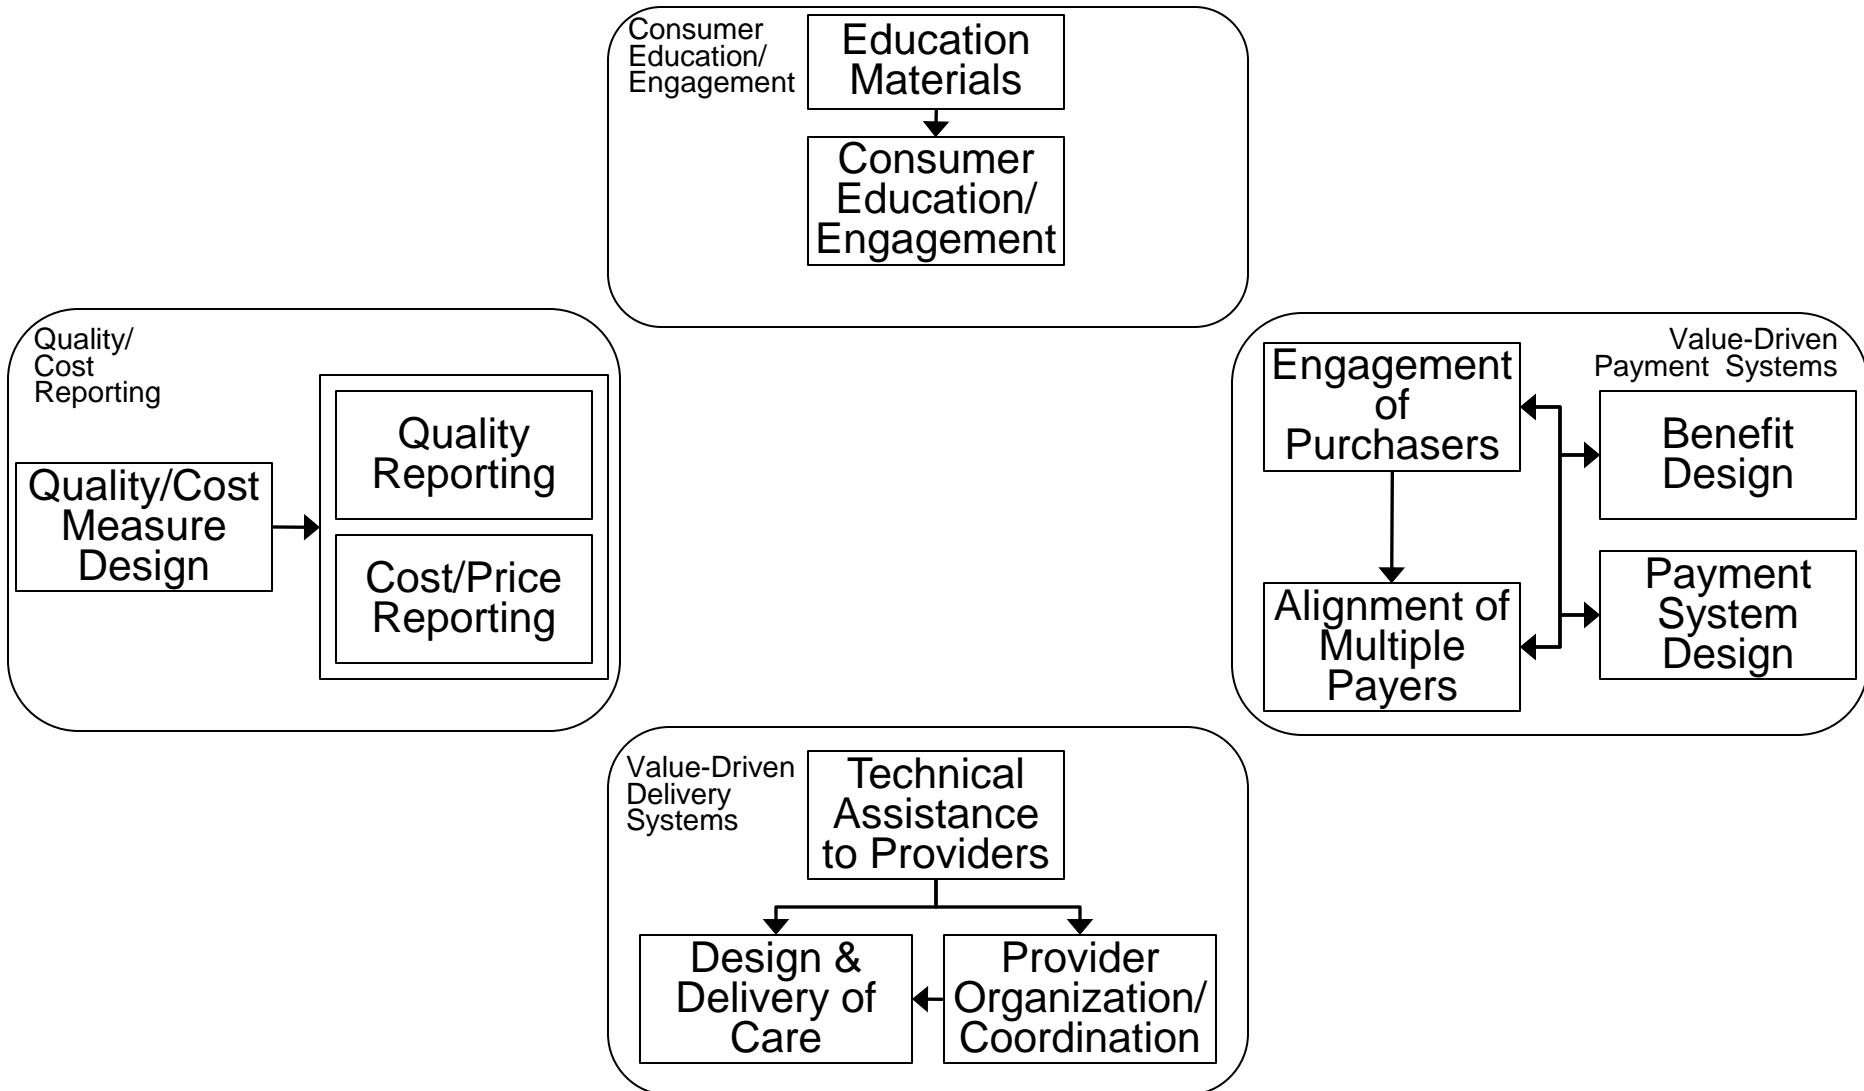 Consumer
Education/
Engagement
Education
Materials
Consumer
Education/
Engagement
Quality/
Cost
Reporting
Quality/Cost
Measure
Design
Quality
Reporting
Cost/Price
Reporting
Value-Driven
Payment Systems
Engagement
of
Purchasers
Benefit
Design
Alignment of
Multiple
Payers
Payment
System
Design
Value-Driven
Delivery
Systems
Technical
Assistance
to Providers
Design &
Delivery of
Care
Provider
Organization/
Coordination